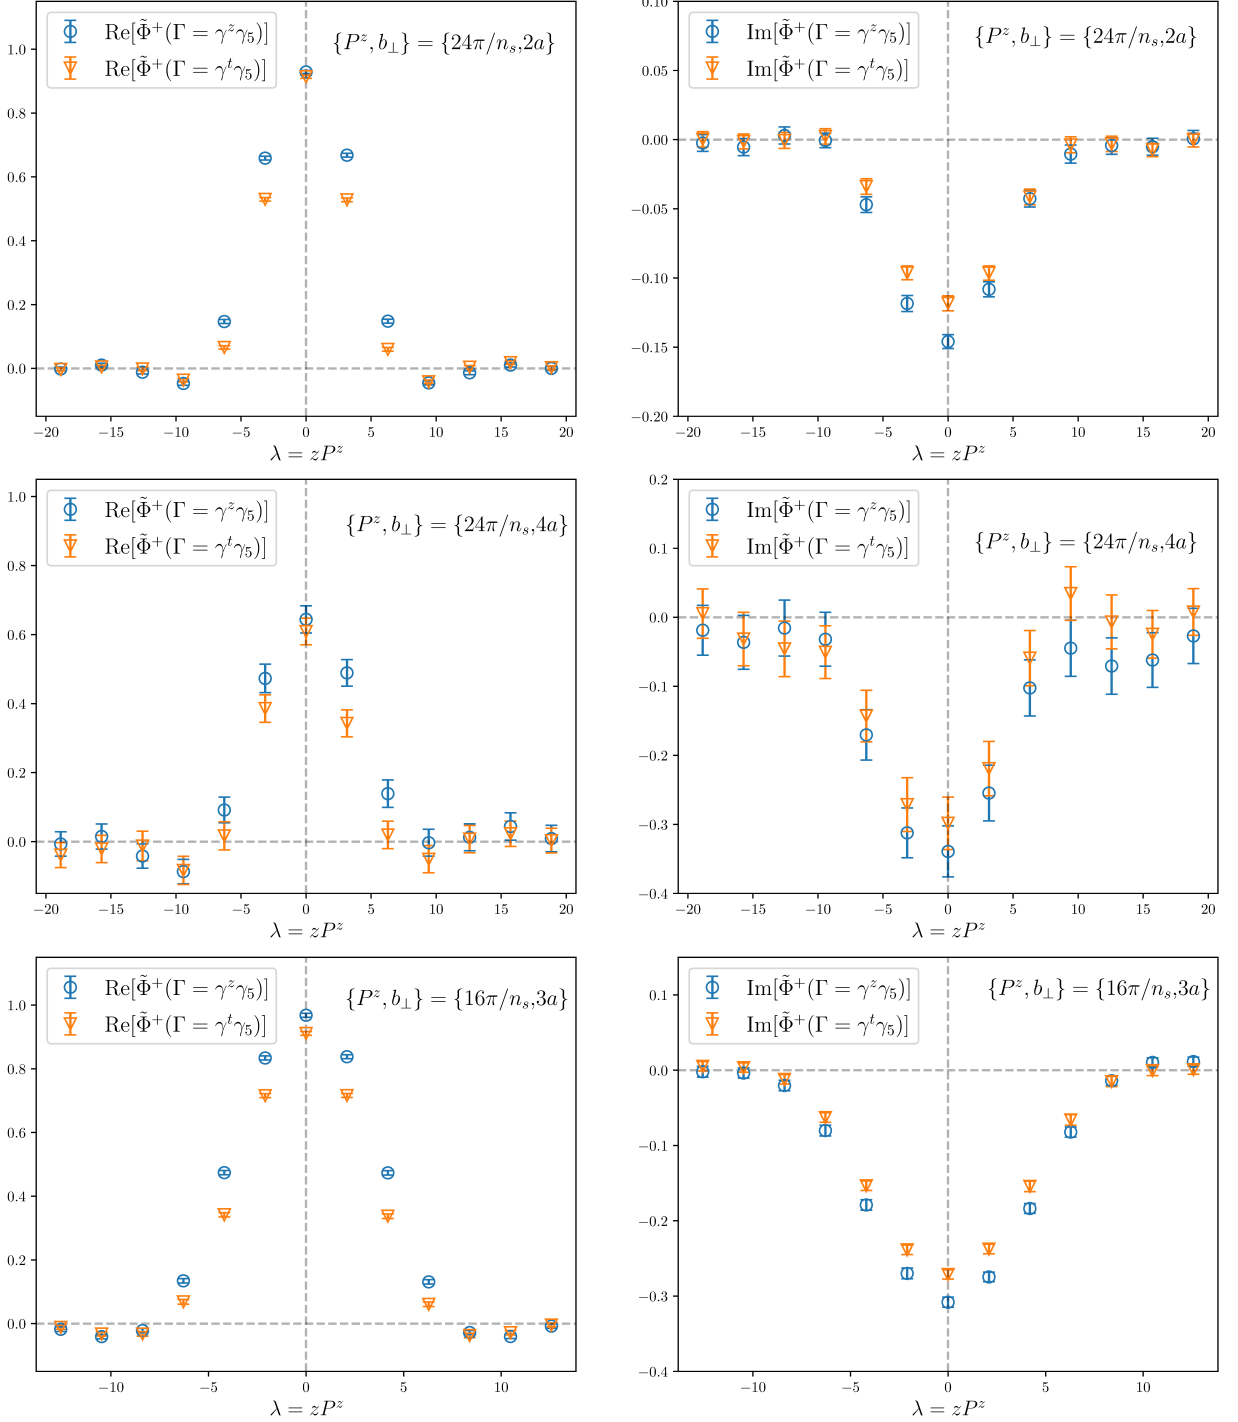 Re[Φ̃⁺(Γ = γᶻγ₅)]
Re[Φ̃⁺(Γ = γᵗγ₅)]
{Pᶻ, b⊥} = {24π/nₛ,2a}
1.0
0.8
0.6
0.4
0.2
0.0
−20 −15 −10 −5 0 5 10 15 20
λ = zPᶻ
Im[Φ̃⁺(Γ = γᶻγ₅)]
Im[Φ̃⁺(Γ = γᵗγ₅)]
{Pᶻ, b⊥} = {24π/nₛ,2a}
0.10
0.05
0.00
−0.05
−0.10
−0.15
−0.20
−20 −15 −10 −5 0 5 10 15 20
λ = zPᶻ
Re[Φ̃⁺(Γ = γᶻγ₅)]
Re[Φ̃⁺(Γ = γᵗγ₅)]
{Pᶻ, b⊥} = {24π/nₛ,4a}
1.0
0.8
0.6
0.4
0.2
0.0
−20 −15 −10 −5 0 5 10 15 20
λ = zPᶻ
Im[Φ̃⁺(Γ = γᶻγ₅)]
Im[Φ̃⁺(Γ = γᵗγ₅)]
{Pᶻ, b⊥} = {24π/nₛ,4a}
0.2
0.1
0.0
−0.1
−0.2
−0.3
−0.4
−20 −15 −10 −5 0 5 10 15 20
λ = zPᶻ
Re[Φ̃⁺(Γ = γᶻγ₅)]
Re[Φ̃⁺(Γ = γᵗγ₅)]
{Pᶻ, b⊥} = {16π/nₛ,3a}
1.0
0.8
0.6
0.4
0.2
0.0
−10 −5 0 5 10
λ = zPᶻ
Im[Φ̃⁺(Γ = γᶻγ₅)]
Im[Φ̃⁺(Γ = γᵗγ₅)]
{Pᶻ, b⊥} = {16π/nₛ,3a}
0.1
0.0
−0.1
−0.2
−0.3
−0.4
−10 −5 0 5 10
λ = zPᶻ